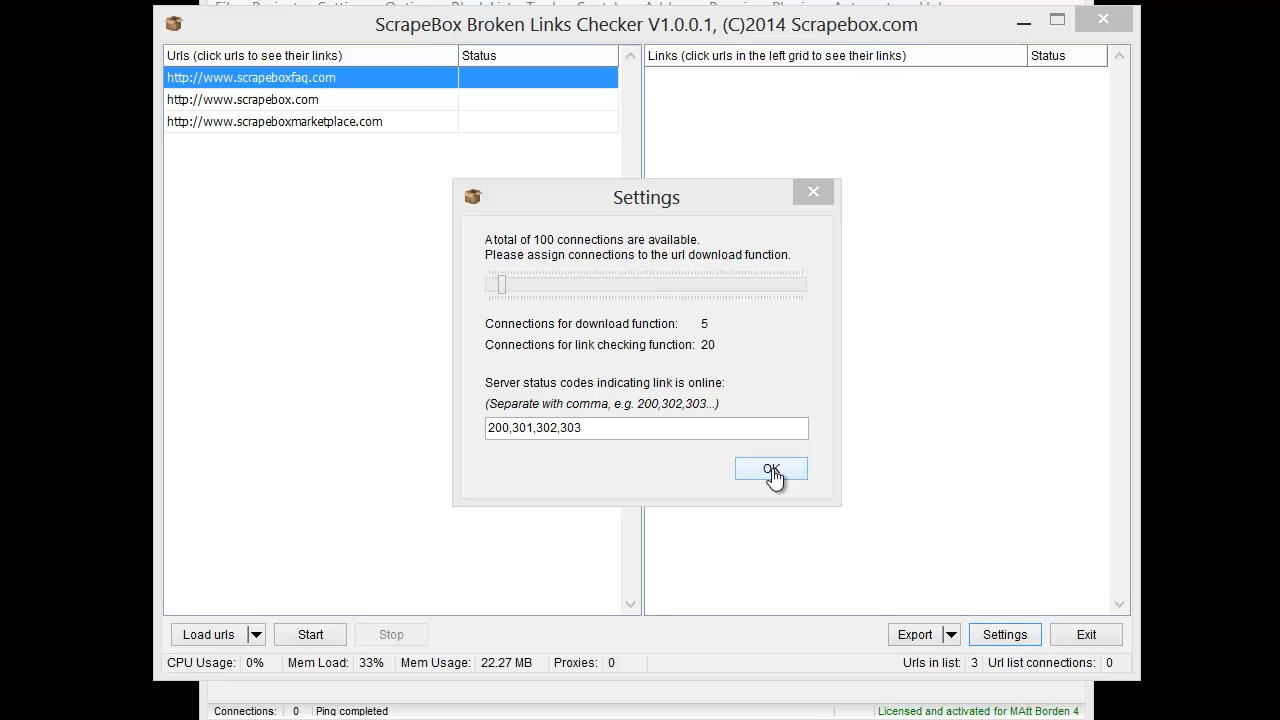 ScrapeBox Broken Links Checker V1.0.0.1, (C)2014 Scrapebox.com
Urls (click urls to see their links) Status
Links (click urls in the left grid to see their links) Status
http://www.scrapeboxfaq.com
http://www.scrapebox.com
http://www.scrapeboxmarketplace.com
Settings
A total of 100 connections are available.
Please assign connections to the url download function.
Connections for download function: 5
Connections for link checking function: 20
Server status codes indicating link is online:
(Separate with comma, e.g. 200,302,303...)
200,301,302,303
OK
Load urls Start Stop Export Settings Exit
CPU Usage: 0% Mem Load: 33% Mem Usage: 22.27 MB Proxies: 0 Urls in list: 3 Url list connections: 0
Connections: 0 Ping completed Licensed and activated for MAtt Borden 4